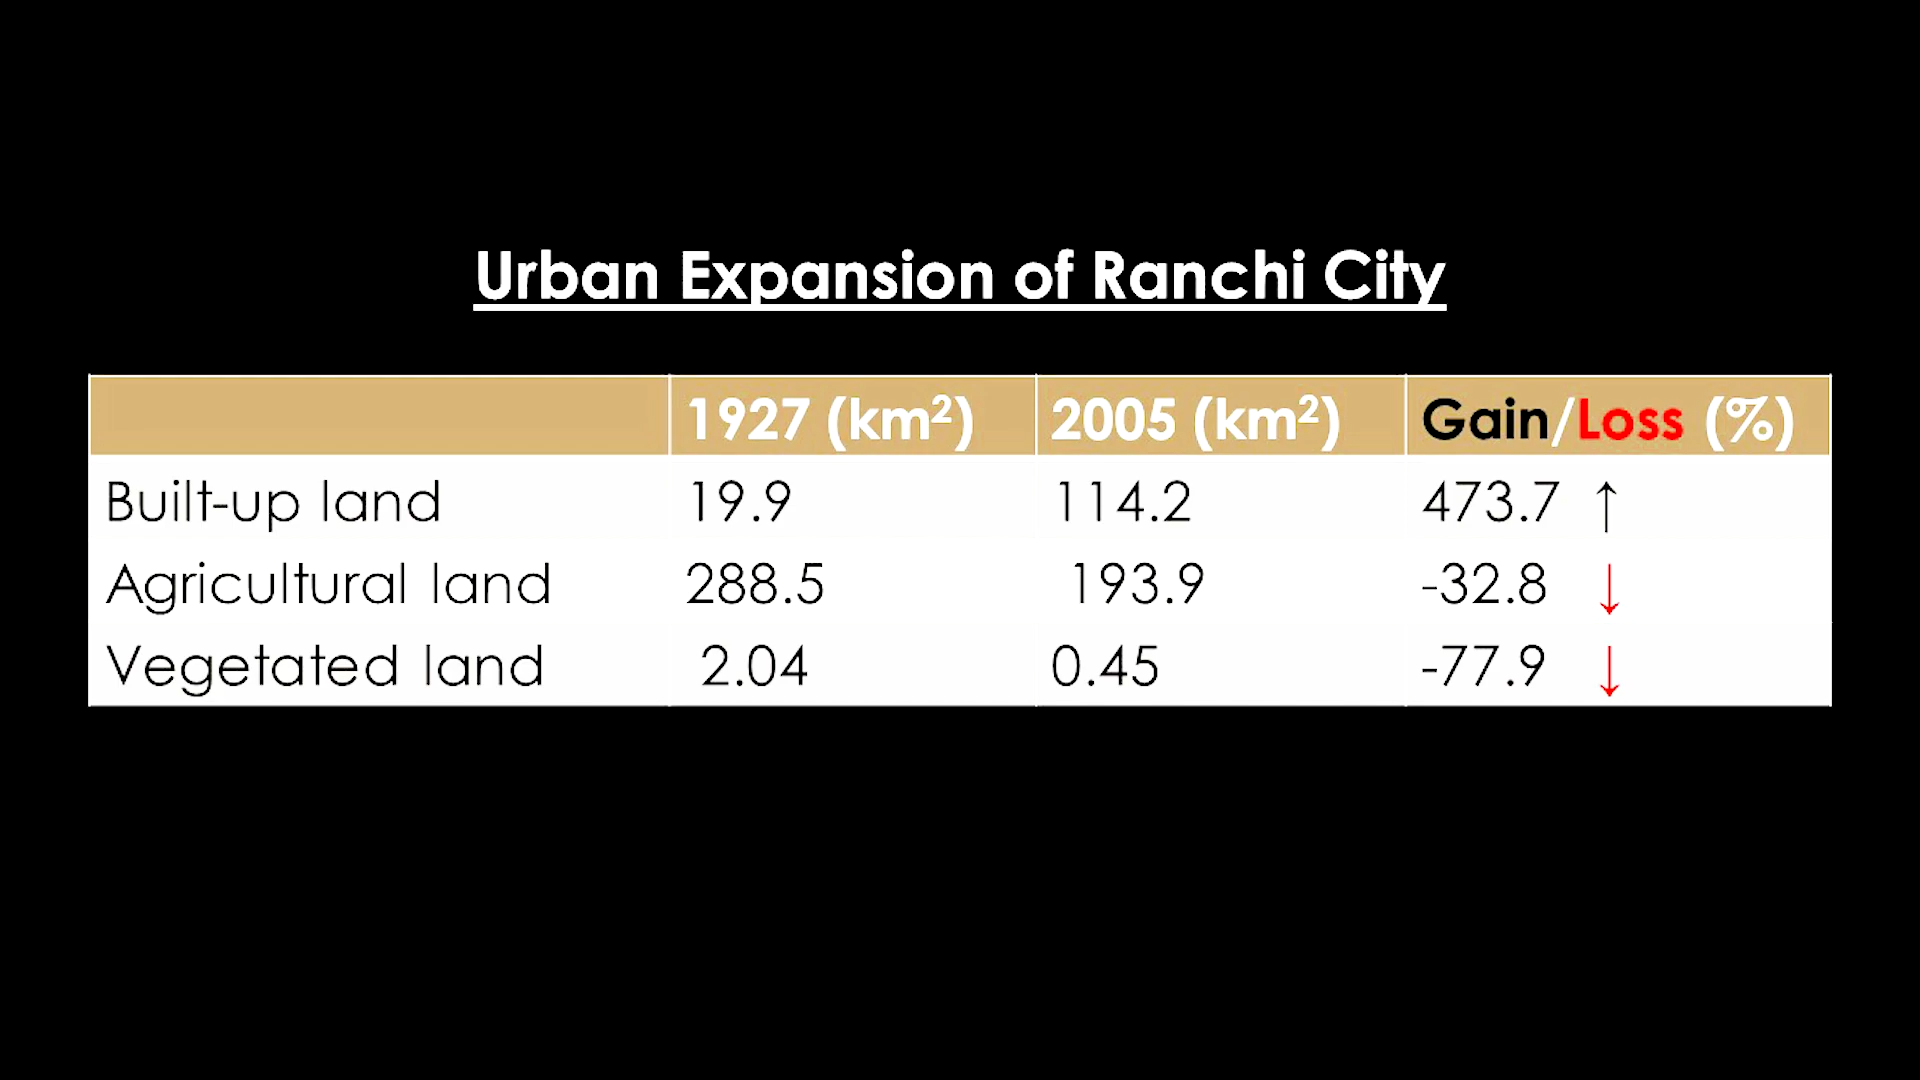 Urban Expansion of Ranchi City
1927 (km²) 2005 (km²) Gain/Loss (%)
Built-up land 19.9 114.2 473.7 ↑
Agricultural land 288.5 193.9 -32.8 ↓
Vegetated land 2.04 0.45 -77.9 ↓